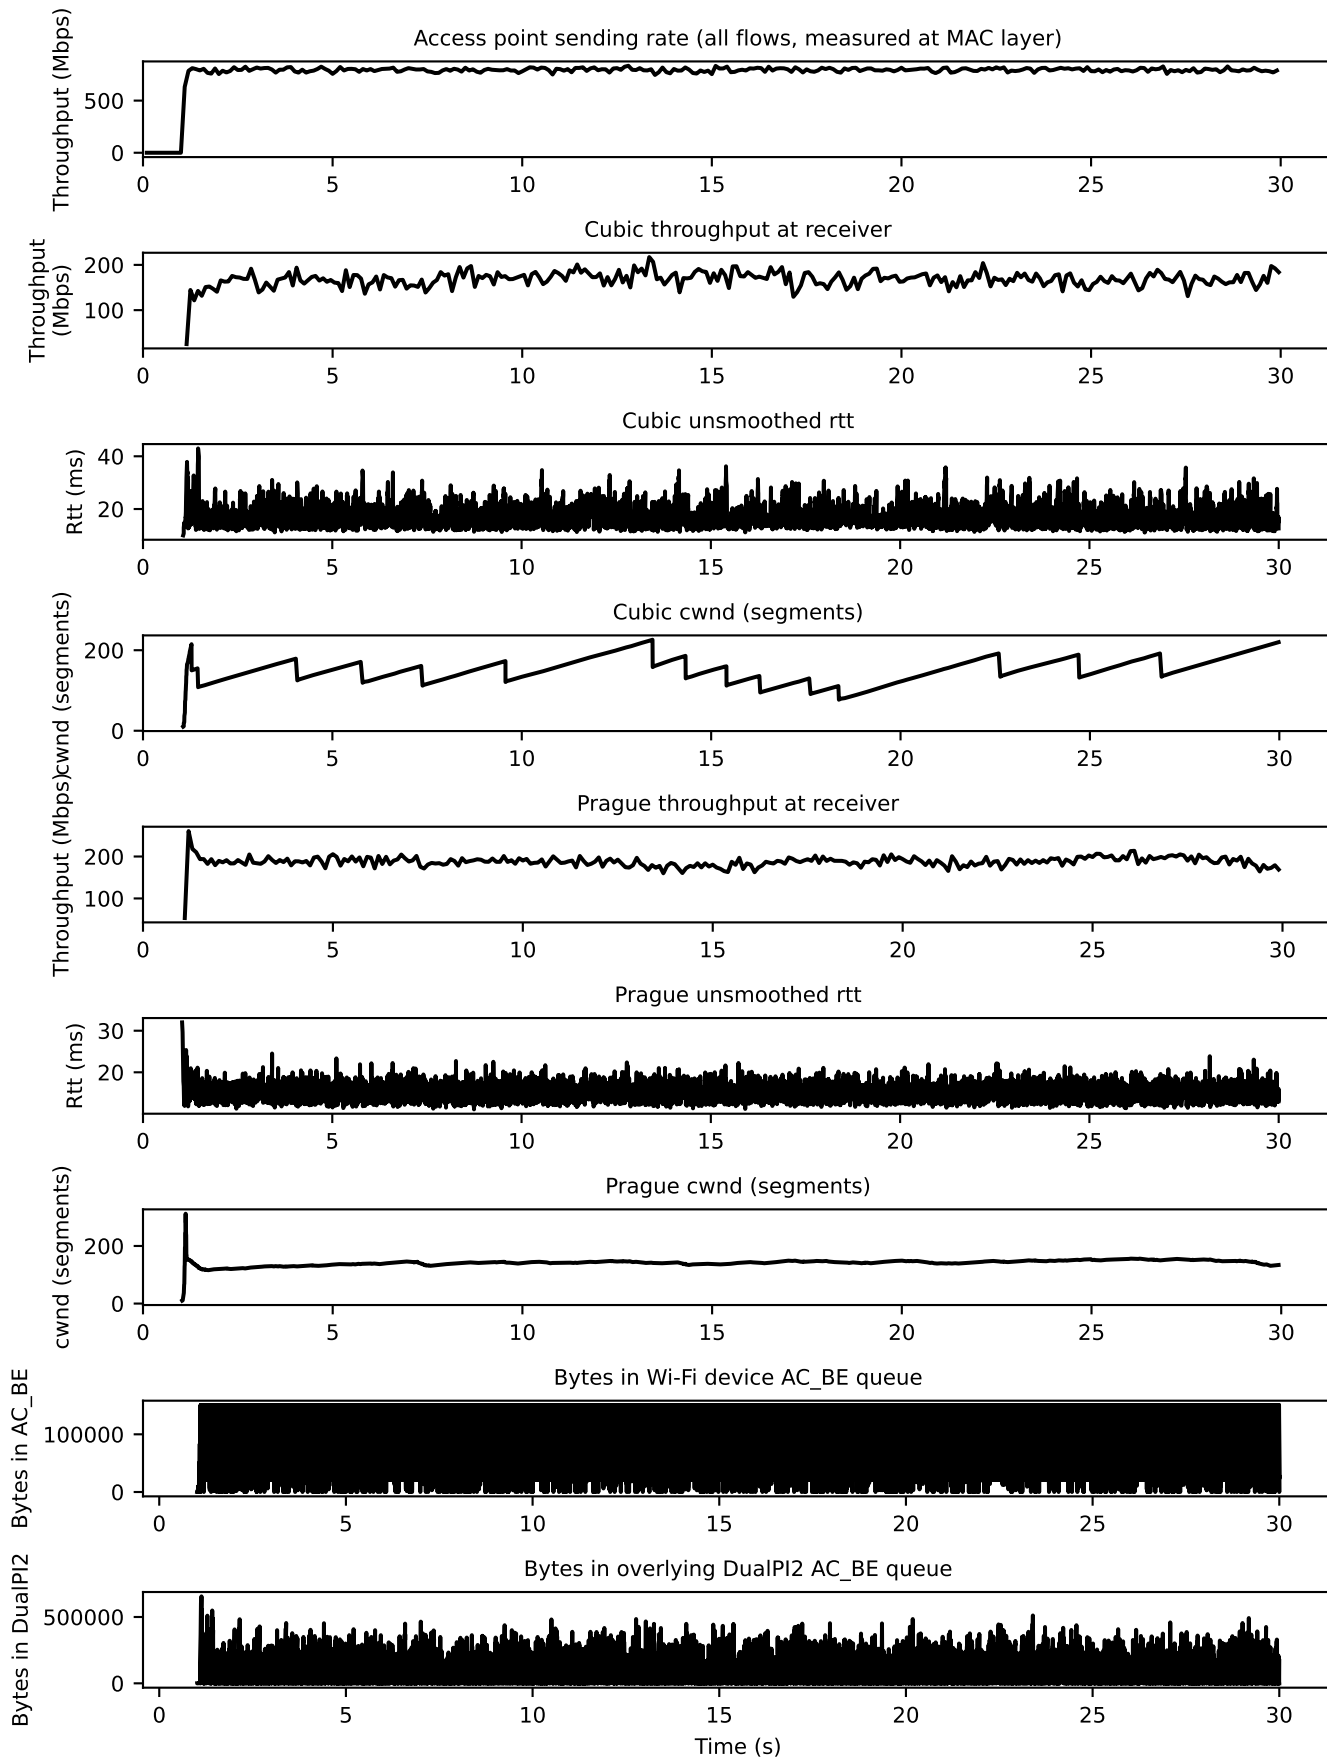 Access point sending rate (all flows, measured at MAC layer)
Throughput (Mbps)
500
0
0 5 10 15 20 25 30
Cubic throughput at receiver
Throughput
(Mbps)
200
100
0 5 10 15 20 25 30
Cubic unsmoothed rtt
Rtt (ms)
40
20
0 5 10 15 20 25 30
Cubic cwnd (segments)
cwnd (segments)
200
0
0 5 10 15 20 25 30
Prague throughput at receiver
Throughput (Mbps)
200
100
0 5 10 15 20 25 30
Prague unsmoothed rtt
Rtt (ms)
30
20
0 5 10 15 20 25 30
Prague cwnd (segments)
cwnd (segments)
200
0
0 5 10 15 20 25 30
Bytes in Wi-Fi device AC_BE queue
Bytes in AC_BE
100000
0
0 5 10 15 20 25 30
Bytes in overlying DualPI2 AC_BE queue
Bytes in DualPI2
500000
0
0 5 10 15 20 25 30
Time (s)